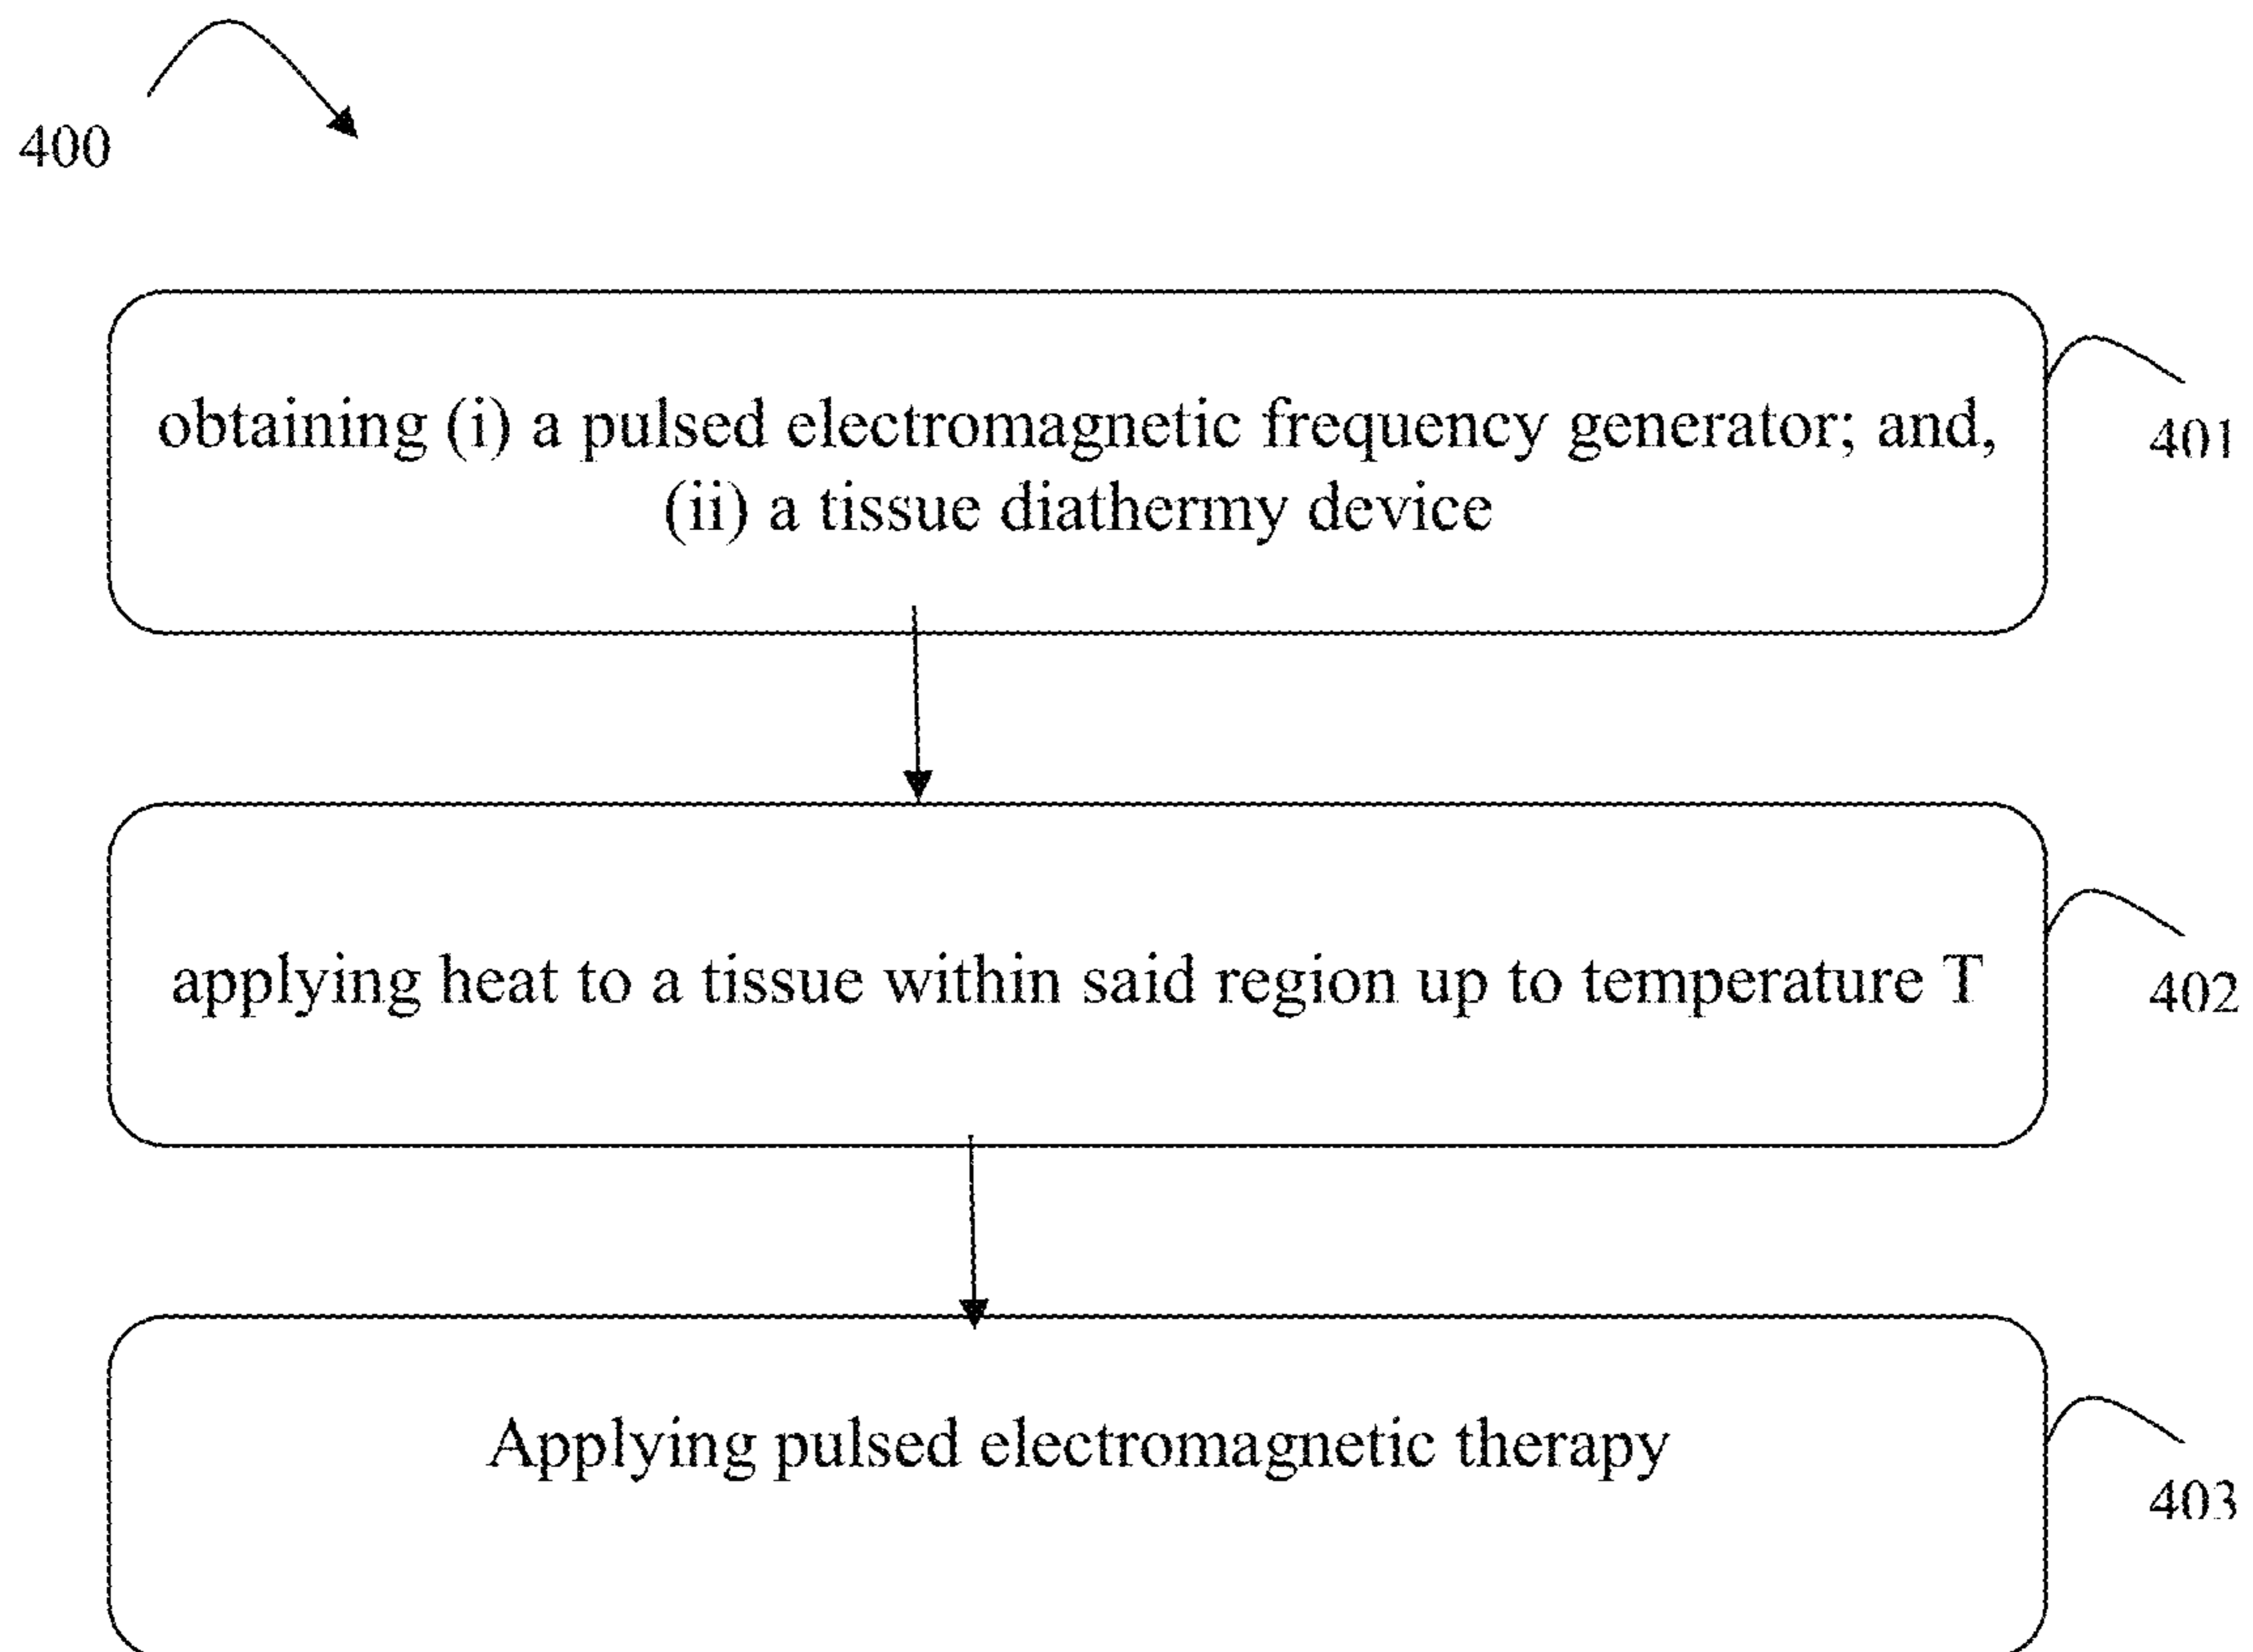 400
obtaining (i) a pulsed electromagnetic frequency generator; and,
(ii) a tissue diathermy device
401
applying heat to a tissue within said region up to temperature T
402
Applying pulsed electromagnetic therapy
403